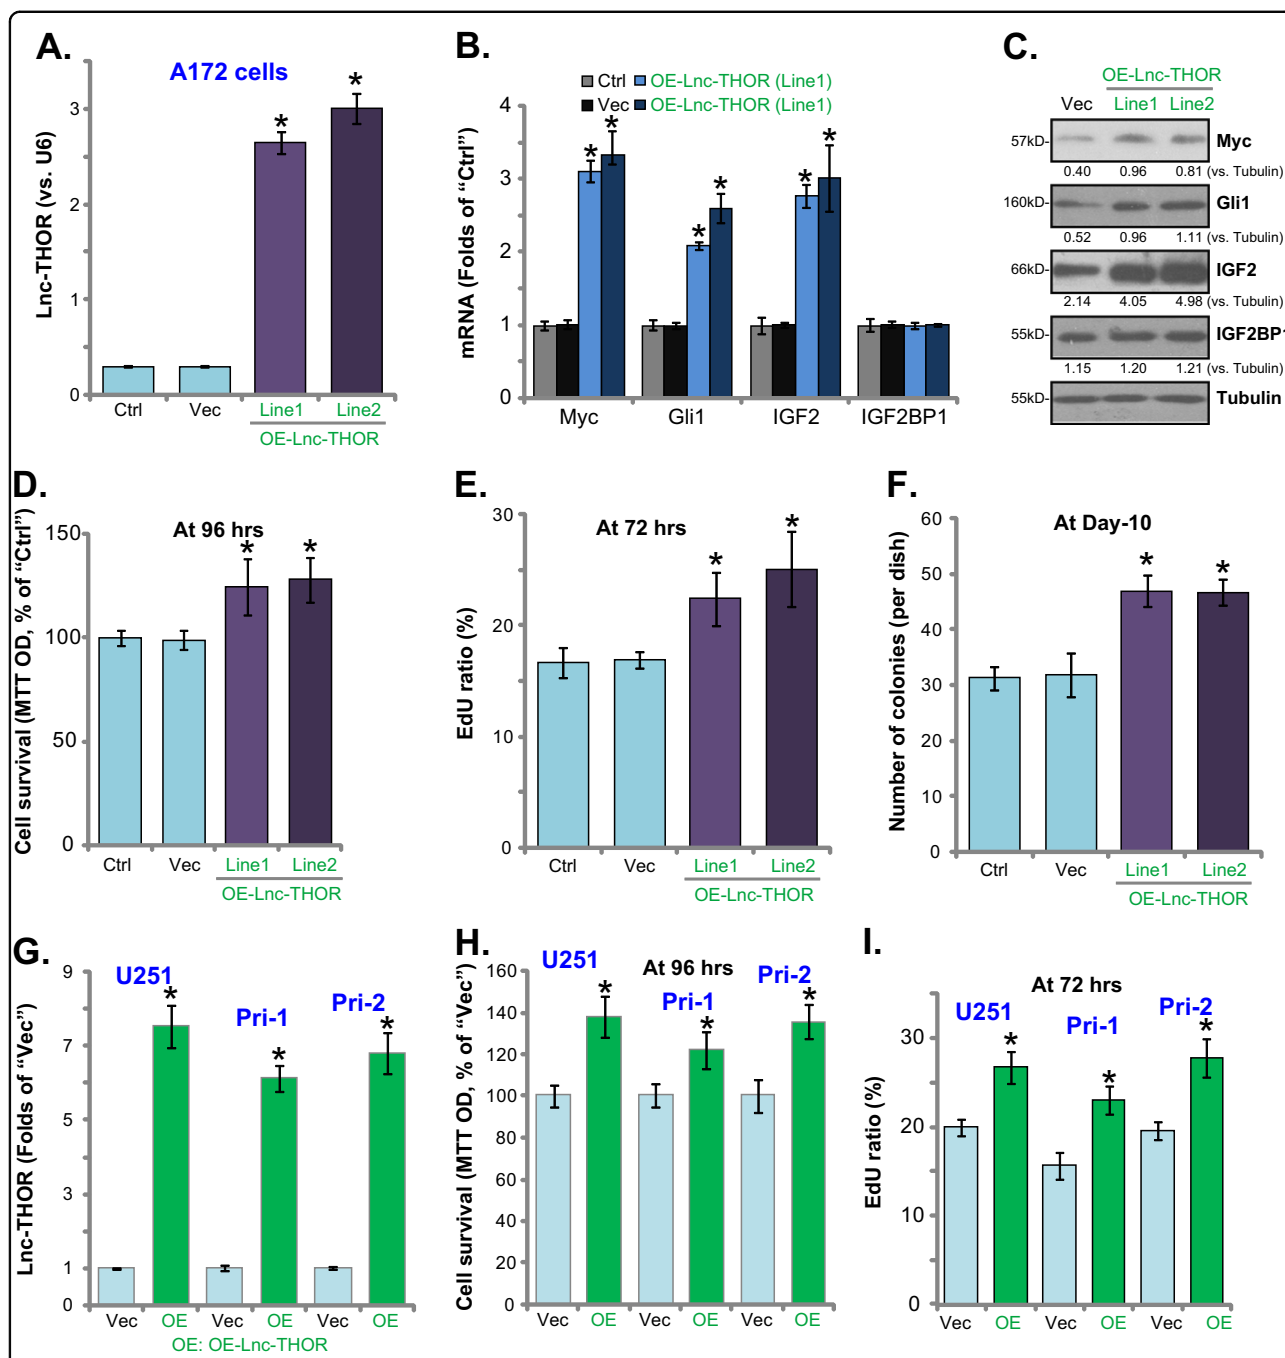 A.
A172 cells
Lnc-THOR (vs. U6)
3
2
1
0
Ctrl
Vec
Line1
Line2
OE-Lnc-THOR
B.
Ctrl
OE-Lnc-THOR (Line1)
Vec
OE-Lnc-THOR (Line1)
mRNA (Folds of “Ctrl”)
4
3
2
1
0
Myc
Gli1
IGF2
IGF2BP1
C.
OE-Lnc-THOR
Vec Line1 Line2
57kD- Myc
0.40 0.96 0.81 (vs. Tubulin)
160kD- Gli1
0.52 0.96 1.11 (vs. Tubulin)
66kD- IGF2
2.14 4.05 4.98 (vs. Tubulin)
55kD- IGF2BP1
1.15 1.20 1.21 (vs. Tubulin)
55kD- Tubulin
D.
At 96 hrs
Cell survival (MTT OD, % of “Ctrl”)
150
100
50
0
Ctrl Vec Line1 Line2
OE-Lnc-THOR
E.
At 72 hrs
EdU ratio (%)
30
20
10
0
Ctrl Vec Line1 Line2
OE-Lnc-THOR
F.
At Day-10
Number of colonies (per dish)
60
50
40
30
20
10
0
Ctrl Vec Line1 Line2
OE-Lnc-THOR
G.
U251
Pri-1
Pri-2
Lnc-THOR (Folds of “Vec”)
9
7
5
3
1
0
Vec OE Vec OE Vec OE
OE: OE-Lnc-THOR
H.
At 96 hrs
U251
Pri-1
Pri-2
Cell survival (MTT OD, % of “Vec”)
160
140
120
100
80
60
40
20
0
Vec OE Vec OE Vec OE
I.
At 72 hrs
U251
Pri-1
Pri-2
EdU ratio (%)
40
30
20
10
0
Vec OE Vec OE Vec OE